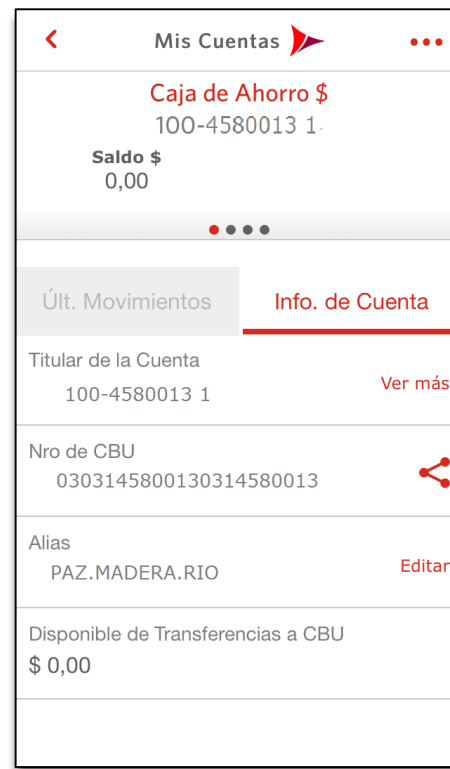 Mis Cuentas
Caja de Ahorro $
100-4580013 1
Saldo $
0,00
Últ. Movimientos
Info. de Cuenta
Titular de la Cuenta
100-4580013 1
Ver más
Nro de CBU
0303145800130314580013
Alias
PAZ.MADERA.RIO
Editar
Disponible de Transferencias a CBU
$ 0,00